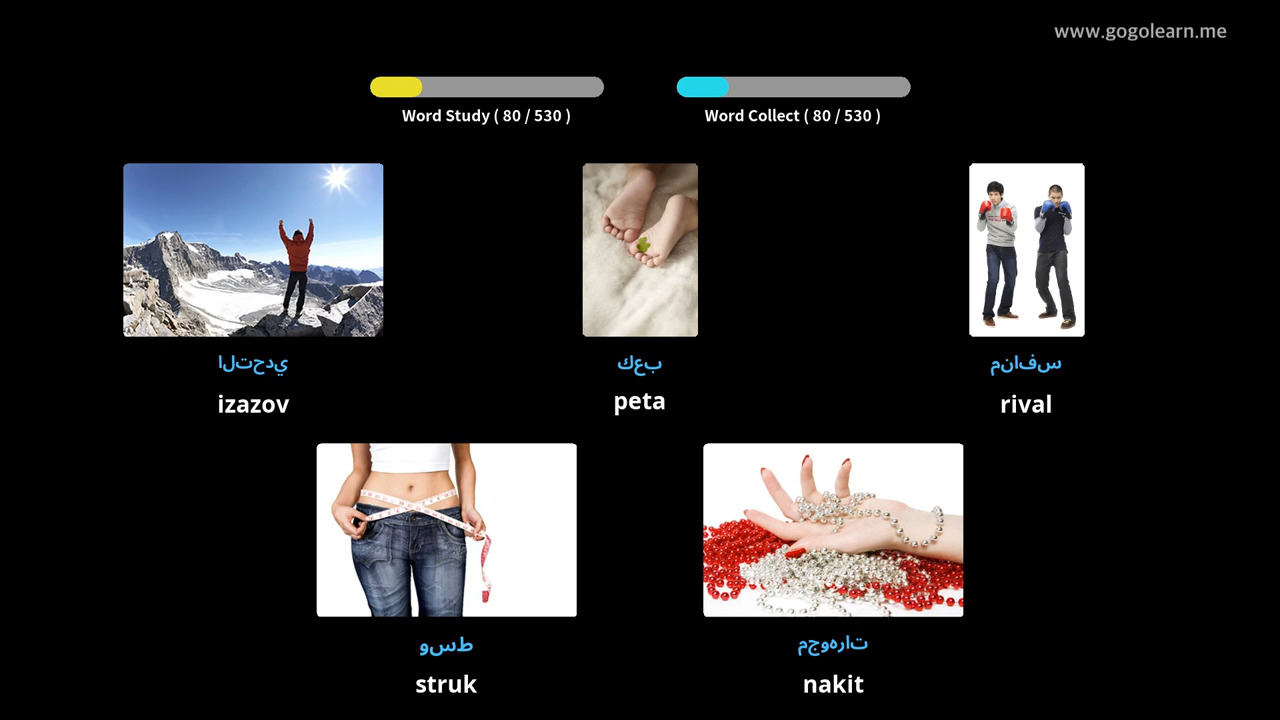 www.gogolearn.me
Word Study ( 80 / 530 )
Word Collect ( 80 / 530 )
التحدي
izazov
كعب
peta
منافس
rival
وسط
struk
مجوهرات
nakit